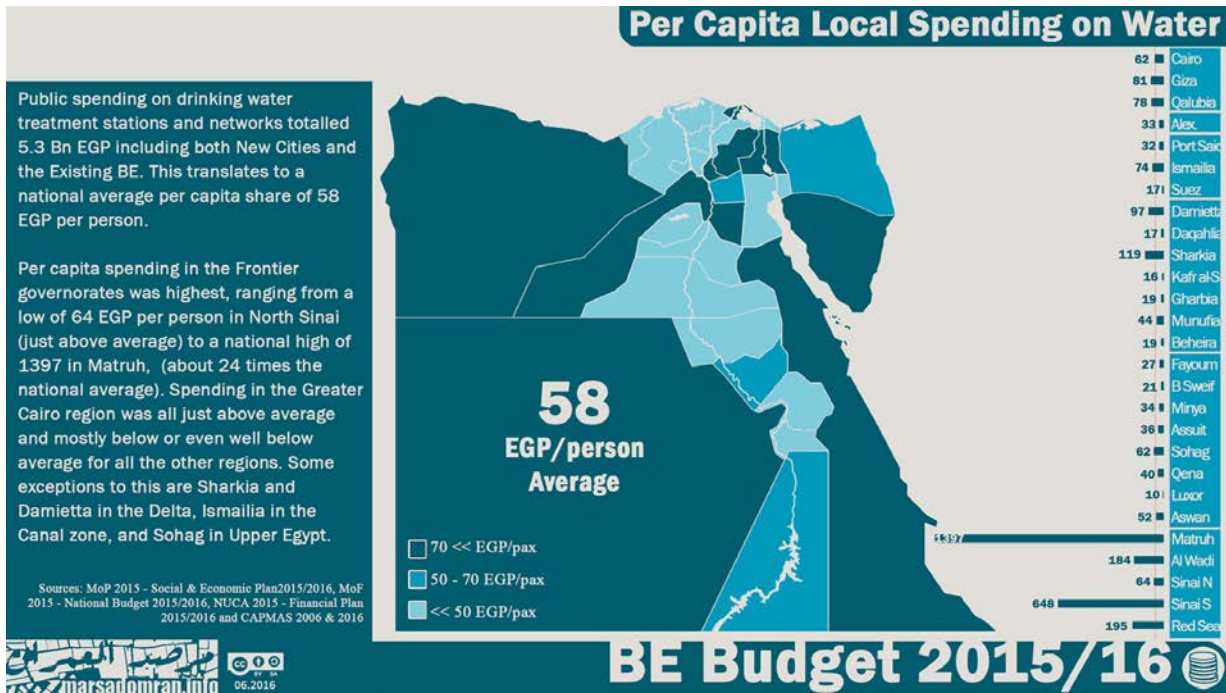 Per Capita Local Spending on Water
Public spending on drinking water
treatment stations and networks totalled
5.3 Bn EGP including both New Cities and
the Existing BE. This translates to a
national average per capita share of 58
EGP per person.
Per capita spending in the Frontier
governorates was highest, ranging from a
low of 64 EGP per person in North Sinai
(just above average) to a national high of
1397 in Matruh, (about 24 times the
national average). Spending in the Greater
Cairo region was all just above average
and mostly below or even well below
average for all the other regions. Some
exceptions to this are Sharkia and
Damietta in the Delta, Ismailia in the
Canal zone, and Sohag in Upper Egypt.
Sources: MoP 2015 - Social & Economic Plan2015/2016, MoF
2015 - National Budget 2015/2016, NUCA 2015 - Financial Plan
2015/2016 and CAPMAS 2006 & 2016
58
EGP/person
Average
70 << EGP/pax
50 - 70 EGP/pax
<< 50 EGP/pax
62 Cairo
81 Giza
78 Qalubia
33 Alex.
32 Port Said
74 Ismailia
17 Suez
97 Damietta
17 Daqahlia
119 Sharkia
16 Kafr al-S
19 Gharbia
44 Munufia
19 Beheira
27 Fayoum
21 B Sweif
34 Minya
36 Assuit
62 Sohag
40 Qena
10 Luxor
52 Aswan
1397 Matruh
184 Al Wadi
64 Sinai N
648 Sinai S
195 Red Sea
marsadomran.info
cc BY SA
06.2016
BE Budget 2015/16